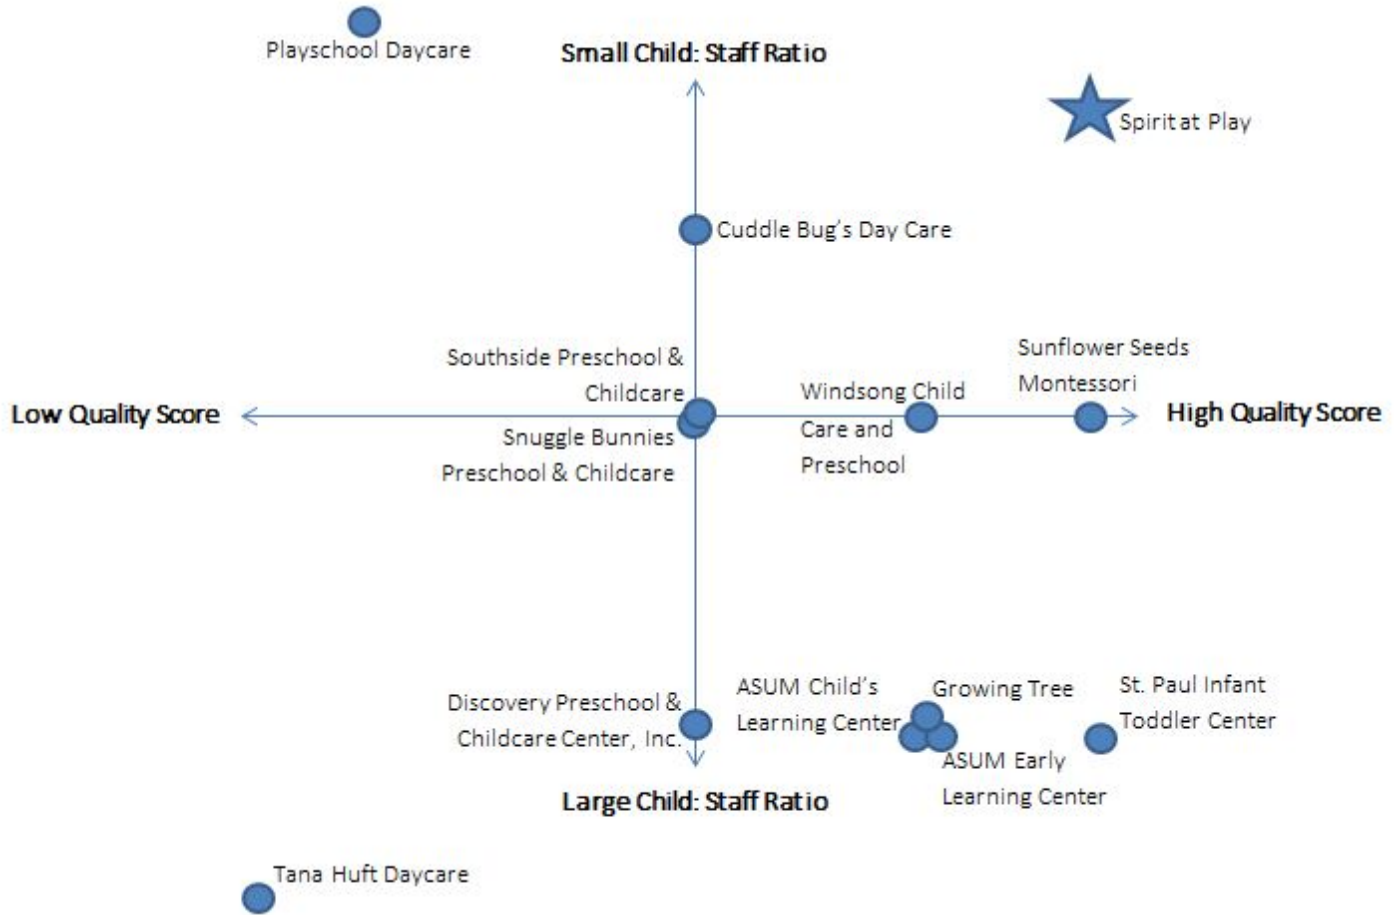 Playschool Daycare
Small Child: Staff Ratio
Spirit at Play
Cuddle Bug's Day Care
Southside Preschool &
Childcare
Sunflower Seeds
Montessori
Windsong Child
Care and
Preschool
Low Quality Score
High Quality Score
Snuggle Bunnies
Preschool & Childcare
Discovery Preschool &
Childcare Center, Inc.
ASUM Child's
Learning Center
Growing Tree
St. Paul Infant
Toddler Center
ASUM Early
Learning Center
Large Child: Staff Ratio
Tana Huft Daycare